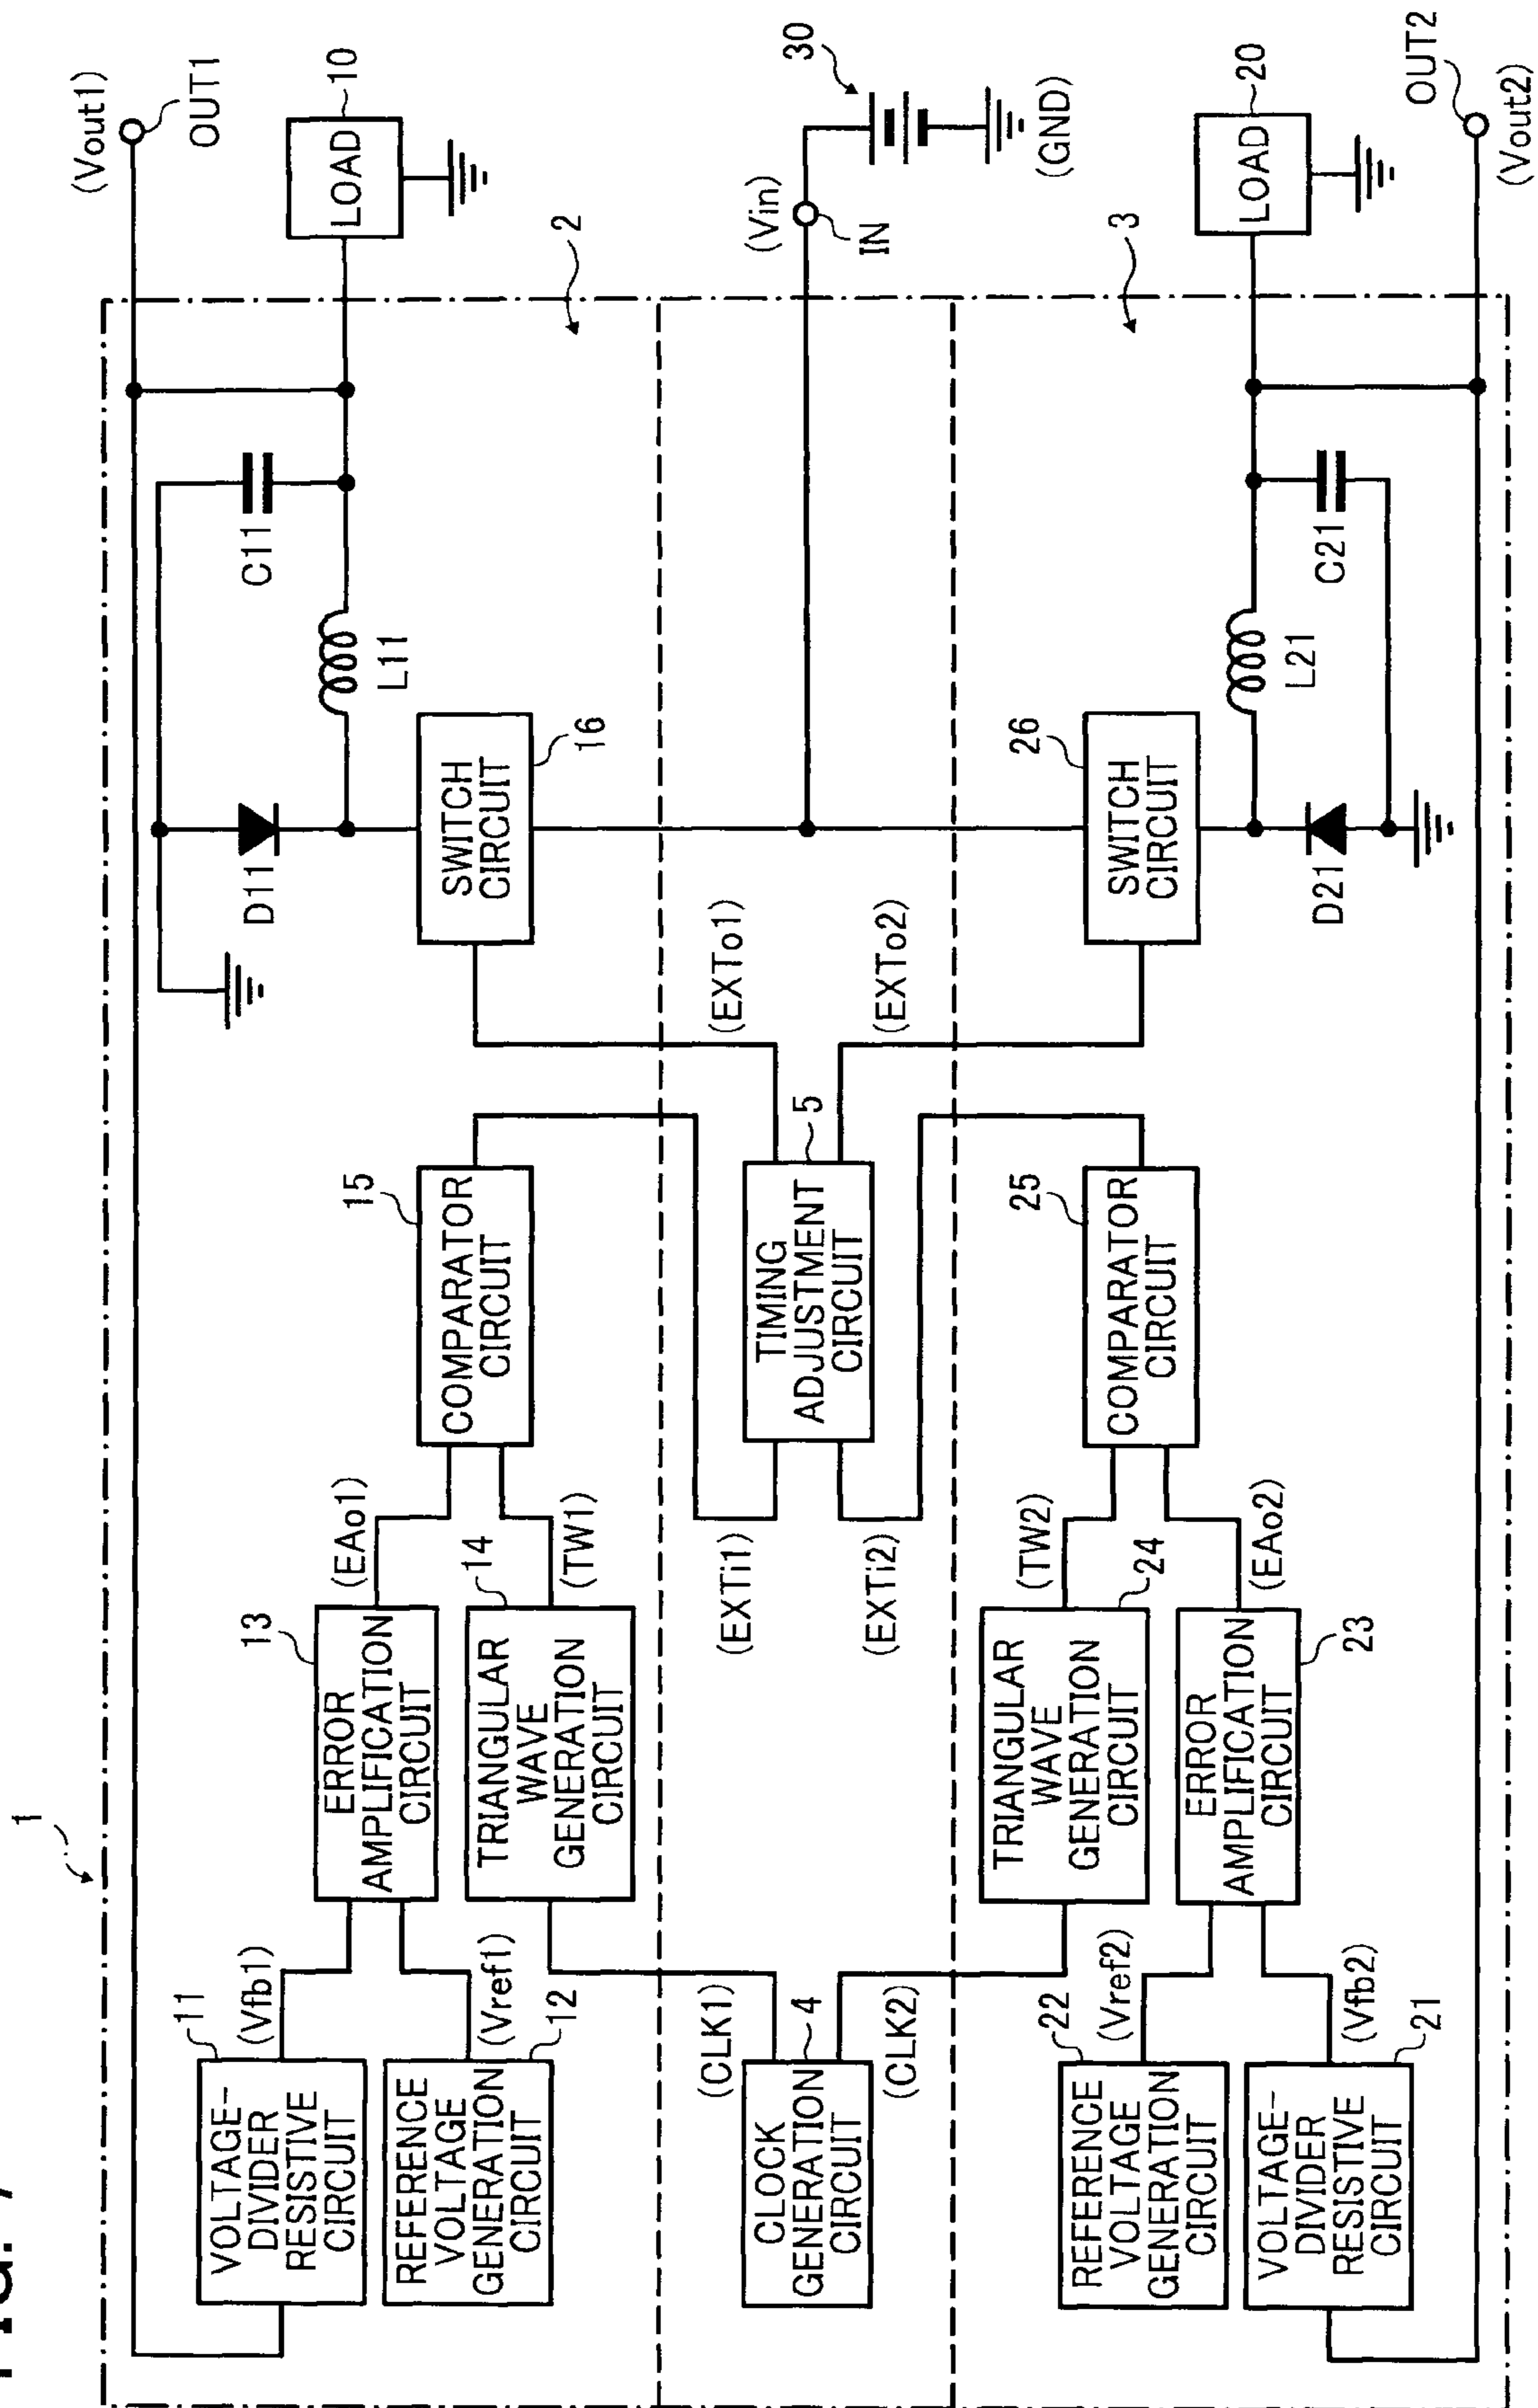 1
(Vout1)
OUT1
11
VOLTAGE-
DIVIDER
RESISTIVE
CIRCUIT
(Vfb1)
REFERENCE
VOLTAGE
GENERATION
CIRCUIT
(Vref1)
12
13
ERROR
AMPLIFICATION
CIRCUIT
(EAo1)
14
TRIANGULAR
WAVE
GENERATION
CIRCUIT
(TW1)
15
COMPARATOR
CIRCUIT
D11
SWITCH
CIRCUIT
16
L11
C11
10
LOAD
2
(CLK1)
CLOCK
GENERATION
CIRCUIT
4
(CLK2)
(EXTi1)
(EXTi2)
TIMING
ADJUSTMENT
CIRCUIT
5
(EXTo1)
(EXTo2)
(Vin)
IN
30
(GND)
3
22
REFERENCE
VOLTAGE
GENERATION
CIRCUIT
(Vref2)
VOLTAGE-
DIVIDER
RESISTIVE
CIRCUIT
(Vfb2)
21
TRIANGULAR
WAVE
GENERATION
CIRCUIT
(TW2)
24
ERROR
AMPLIFICATION
CIRCUIT
(EAo2)
23
25
COMPARATOR
CIRCUIT
26
SWITCH
CIRCUIT
D21
L21
C21
20
LOAD
OUT2
(Vout2)